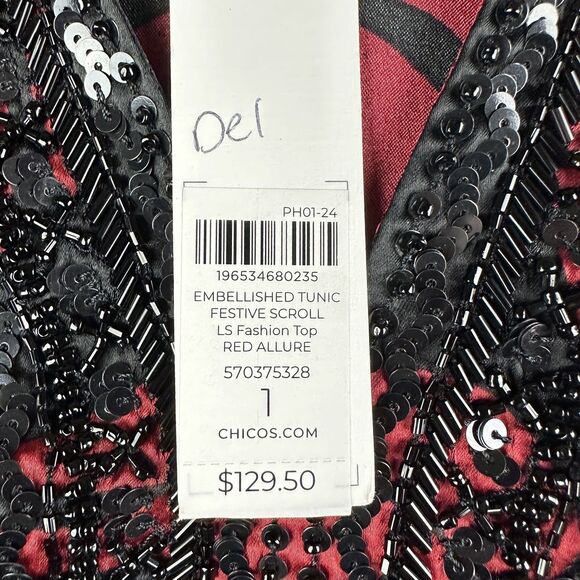 Del
PH01-24
196534680235
EMBELLISHED TUNIC
FESTIVE SCROLL
LS Fashion Top
RED ALLURE
570375328
1
CHICOS.COM
$129.50